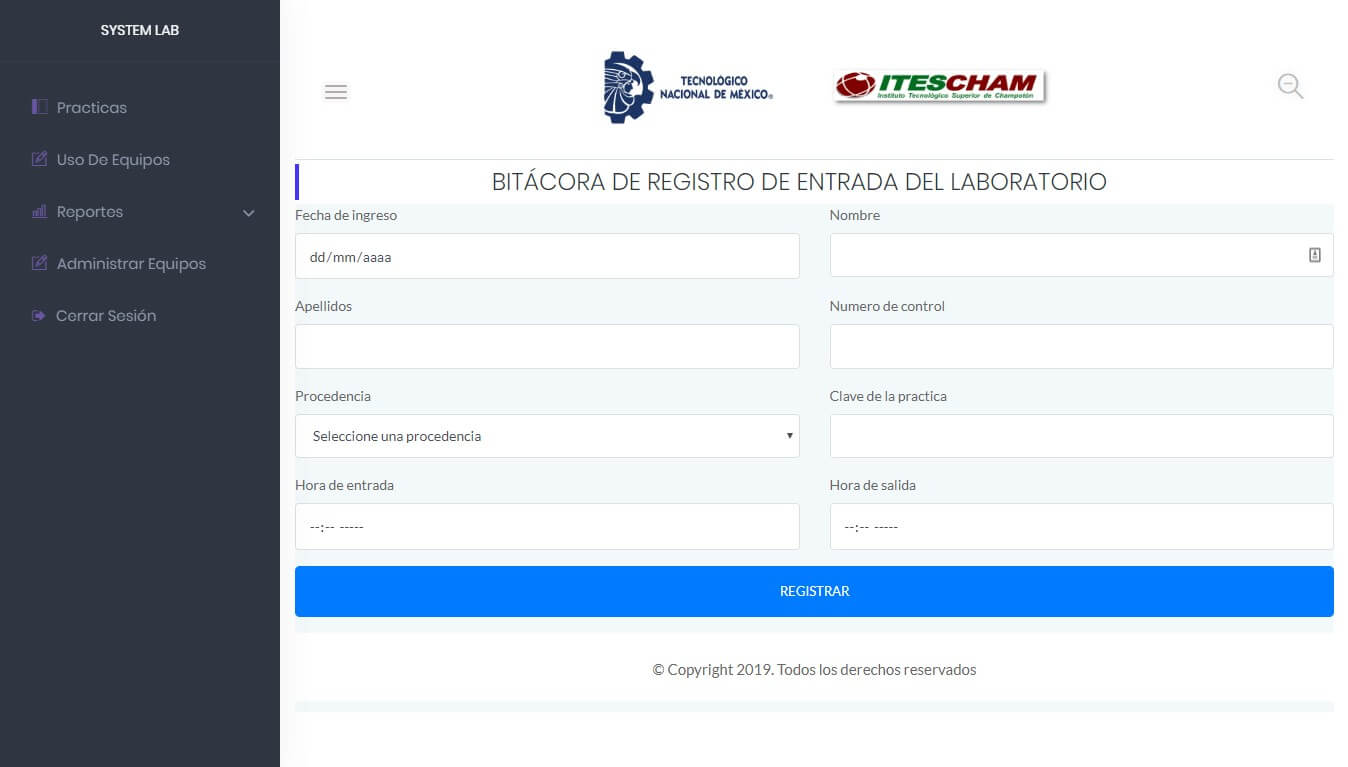 SYSTEM LAB
Practicas
Uso De Equipos
Reportes
Administrar Equipos
Cerrar Sesión
TECNOLÓGICO
NACIONAL DE MÉXICO®
ITESCHAM
Instituto Tecnológico Superior de Champotón
BITÁCORA DE REGISTRO DE ENTRADA DEL LABORATORIO
Fecha de ingreso
Nombre
dd/mm/aaaa
Apellidos
Numero de control
Procedencia
Clave de la practica
Seleccione una procedencia
Hora de entrada
Hora de salida
--:-- -----
--:-- -----
REGISTRAR
© Copyright 2019. Todos los derechos reservados